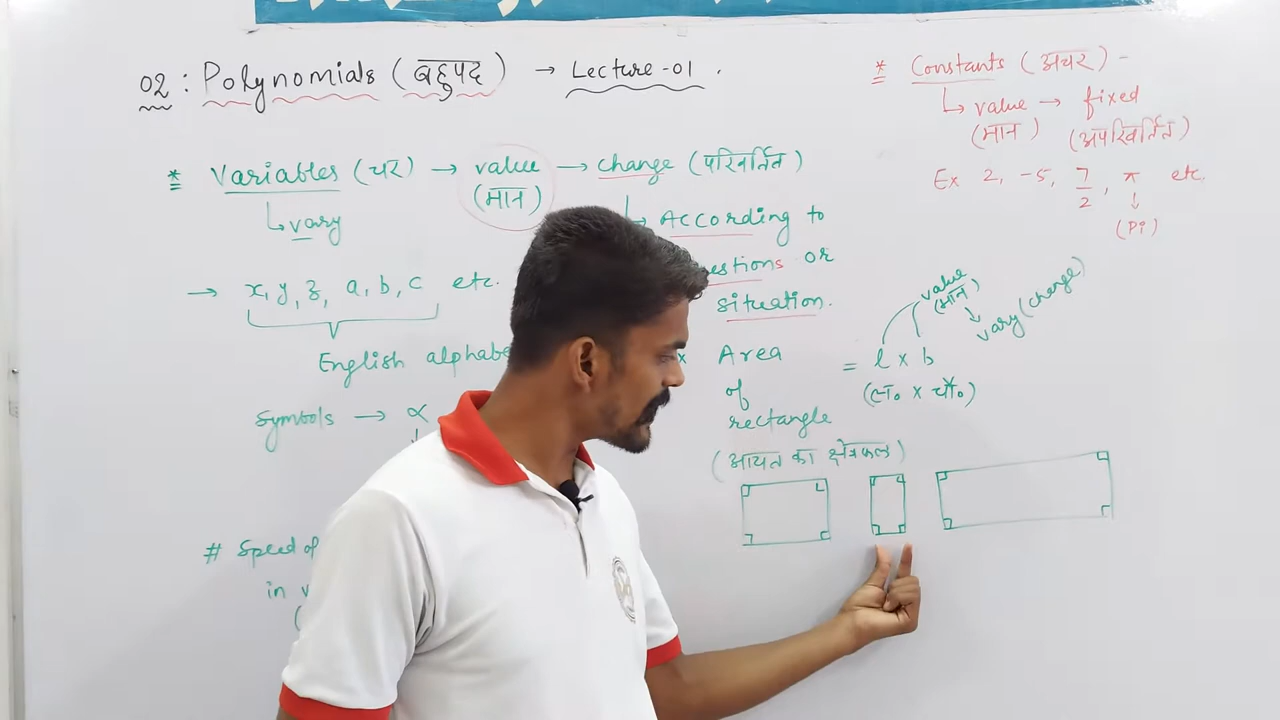 02 : Polynomials (बहुपद) → Lecture -01 .
* Variables (चर) → value → change (परिवर्तित)
(मान)
↳ vary
↳ According to
or
situation.
→ x, y, z, a, b, c etc.
English
Symbols → α
Area = l x b
of (ल० x चौ०)
rectangle
(आयत का क्षेत्रफल)
value
(मान)
vary (change)
# Speed of
in
* Constants (अचर) -
↳ value → fixed
(मान) (अपरिवर्तित)
Ex 2, -5, 7/2, π etc.
↓
(Pi)